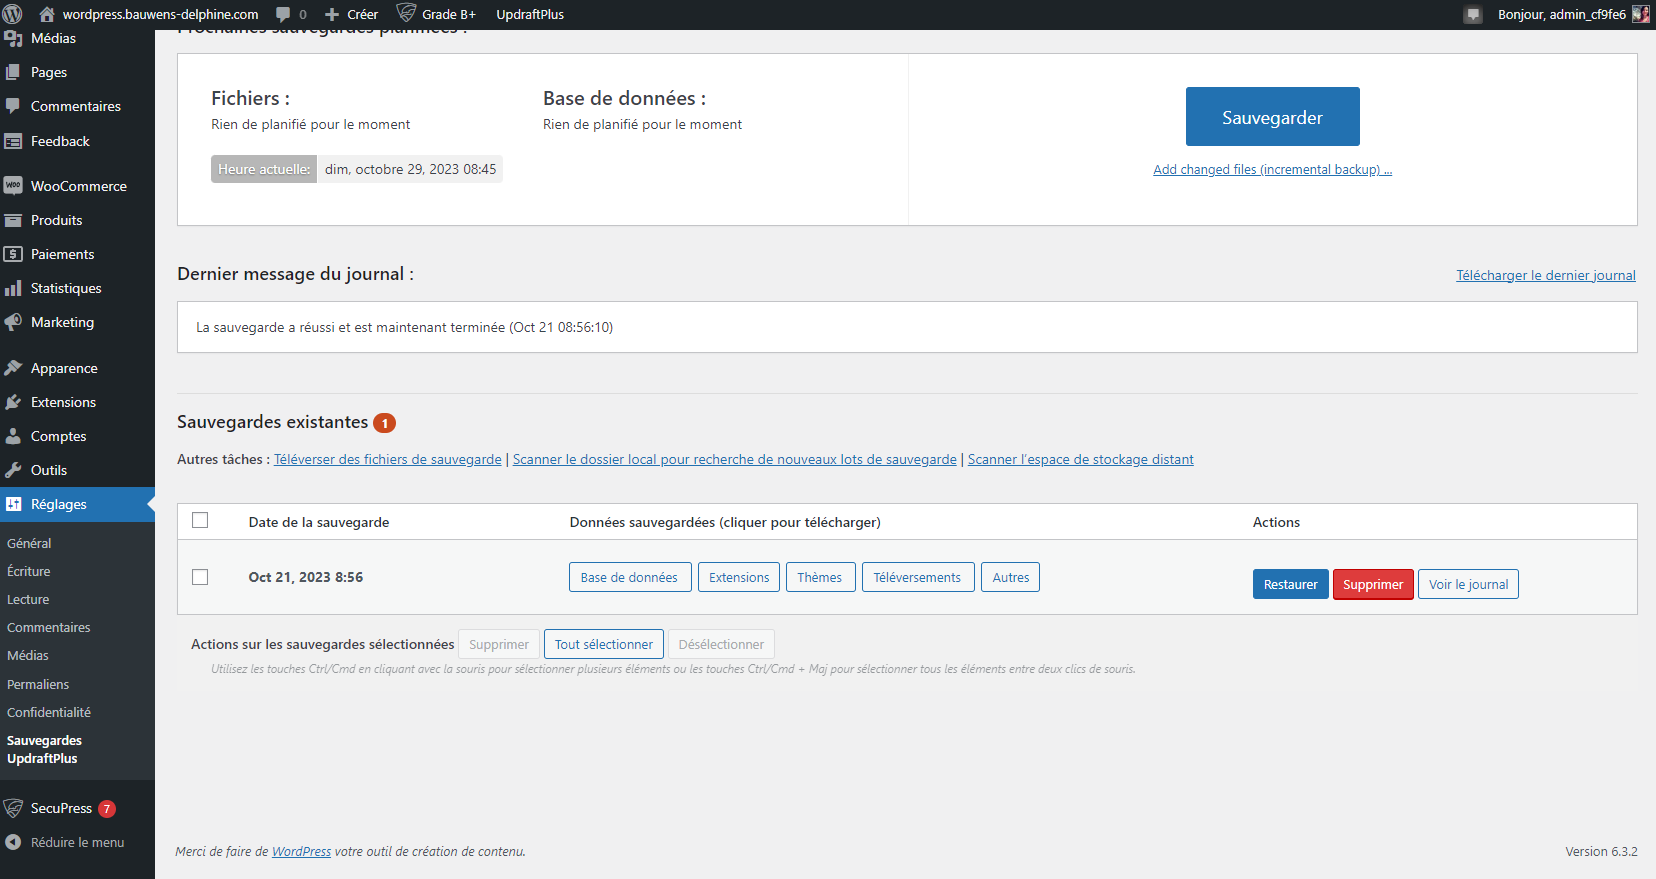 wordpress.bauwens-delphine.com 0 Créer Grade B+ UpdraftPlus Bonjour, admin_cf9fe6
Médias
Pages
Commentaires
Feedback
WooCommerce
Produits
Paiements
Statistiques
Marketing
Apparence
Extensions
Comptes
Outils
Réglages
Général
Écriture
Lecture
Commentaires
Médias
Permaliens
Confidentialité
Sauvegardes
UpdraftPlus
SecuPress 7
Réduire le menu
Prochaines sauvegardes planifiées :
Fichiers :
Rien de planifié pour le moment
Base de données :
Rien de planifié pour le moment
Heure actuelle: dim, octobre 29, 2023 08:45
Sauvegarder
Add changed files (incremental backup) ...
Dernier message du journal :
Télécharger le dernier journal
La sauvegarde a réussi et est maintenant terminée (Oct 21 08:56:10)
Sauvegardes existantes 1
Autres tâches : Téléverser des fichiers de sauvegarde | Scanner le dossier local pour recherche de nouveaux lots de sauvegarde | Scanner l'espace de stockage distant
Date de la sauvegarde Données sauvegardées (cliquer pour télécharger) Actions
Oct 21, 2023 8:56 Base de données Extensions Thèmes Téléversements Autres Restaurer Supprimer Voir le journal
Actions sur les sauvegardes sélectionnées Supprimer Tout sélectionner Désélectionner
Utilisez les touches Ctrl/Cmd en cliquant avec la souris pour sélectionner plusieurs éléments ou les touches Ctrl/Cmd + Maj pour sélectionner tous les éléments entre deux clics de souris.
Merci de faire de WordPress votre outil de création de contenu.
Version 6.3.2